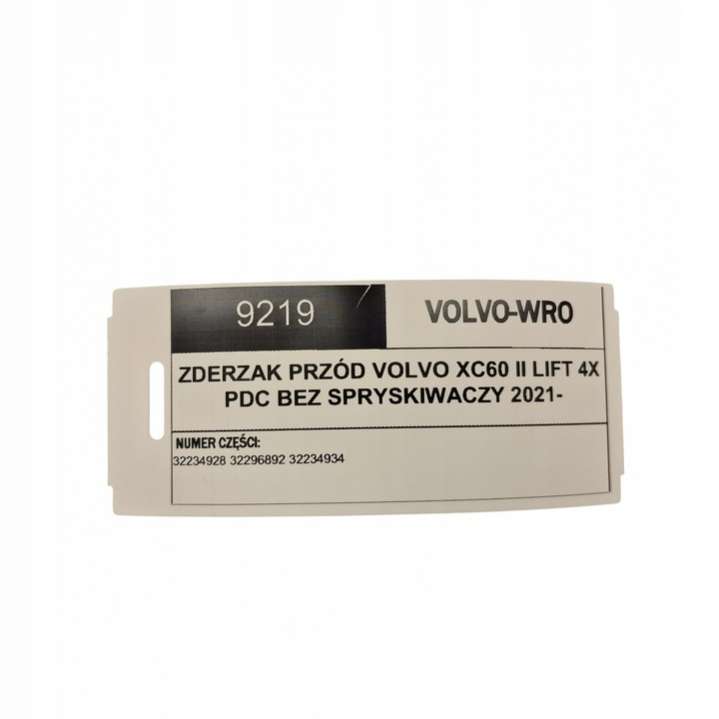 9219
VOLVO-WRO
ZDERZAK PRZÓD VOLVO XC60 II LIFT 4X
PDC BEZ SPRYSKIWACZY 2021-
NUMER CZĘŚCI:
32234928 32296892 32234934